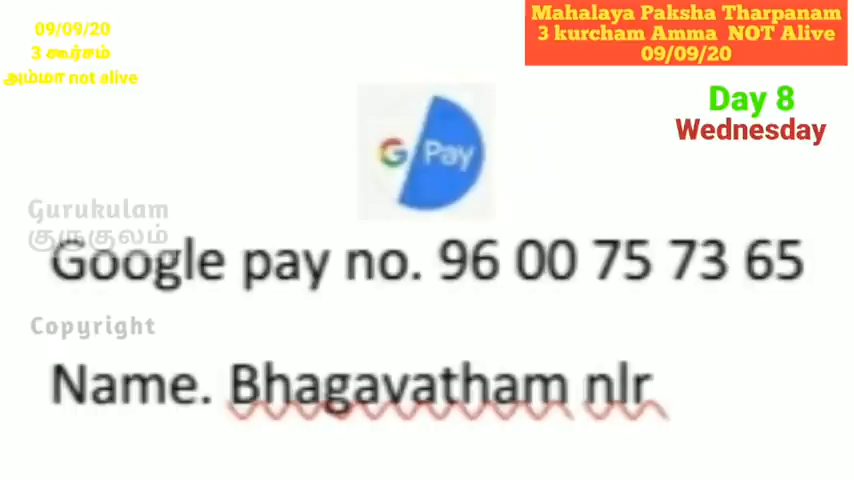 09/09/20
3 கூர்சம்
அம்மா not alive
Mahalaya Paksha Tharpanam
3 kurcham Amma NOT Alive
09/09/20
Day 8
Wednesday
G Pay
Gurukulam
குருகுலம்
Google pay no. 96 00 75 73 65
Copyright
Name. Bhagavatham nlr